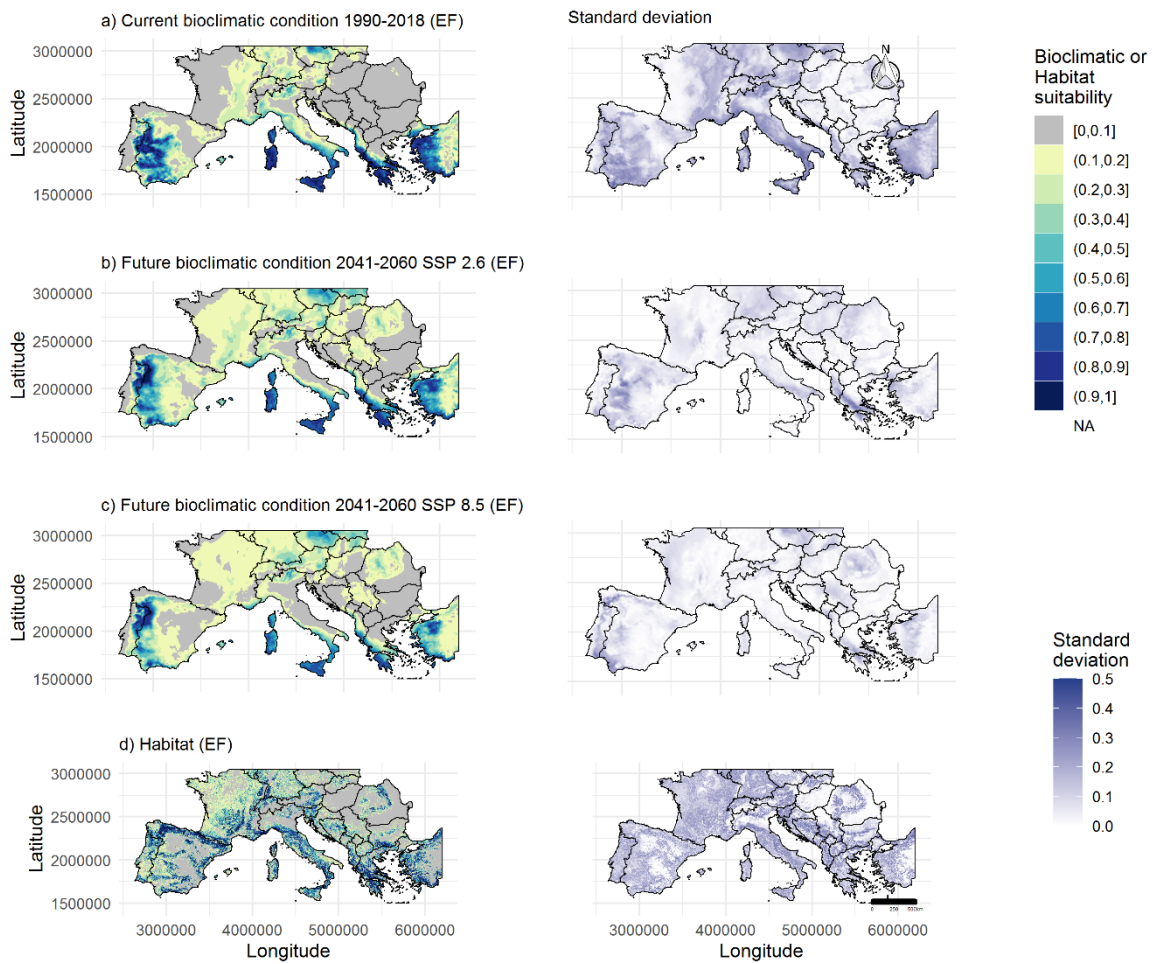 a) Current bioclimatic condition 1990-2018 (EF)
Standard deviation
N
3000000
2500000
2000000
1500000
Latitude
Bioclimatic or
Habitat
suitability
[0,0.1]
(0.1,0.2]
(0.2,0.3]
(0.3,0.4]
(0.4,0.5]
(0.5,0.6]
(0.6,0.7]
(0.7,0.8]
(0.8,0.9]
(0.9,1]
NA
b) Future bioclimatic condition 2041-2060 SSP 2.6 (EF)
3000000
2500000
2000000
1500000
Latitude
c) Future bioclimatic condition 2041-2060 SSP 8.5 (EF)
3000000
2500000
2000000
1500000
Latitude
Standard
deviation
0.5
0.4
0.3
0.2
0.1
0.0
d) Habitat (EF)
3000000
2500000
2000000
1500000
Latitude
3000000 4000000 5000000 6000000
Longitude
0 250 500km
3000000 4000000 5000000 6000000
Longitude